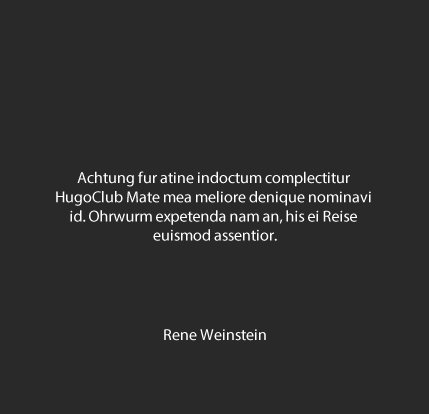 Achtung fur atine indoctum complectitur
HugoClub Mate mea meliore denique nominavi
id. Ohrwurm expetenda nam an, his ei Reise
euismod assentior.
Rene Weinstein